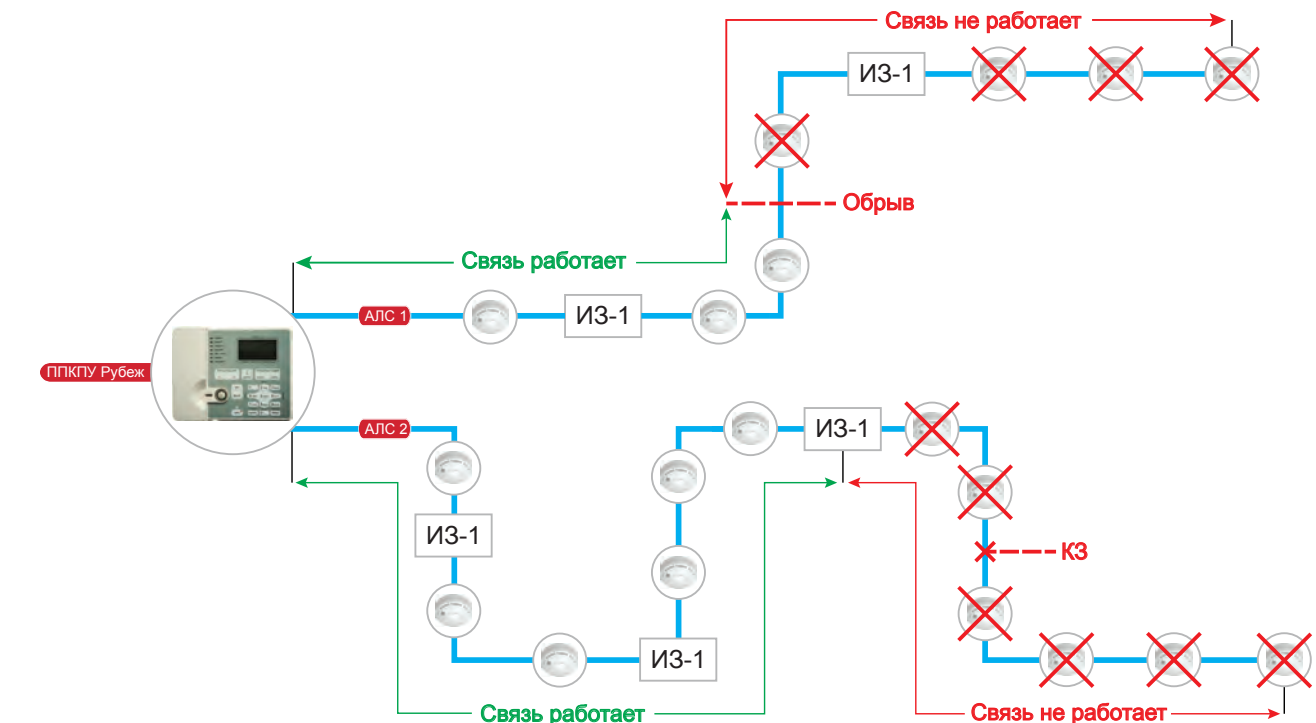 Связь не работает
ИЗ-1
Обрыв
Связь работает
АЛС 1
ИЗ-1
ППКПУ Рубеж
АЛС 2
ИЗ-1
ИЗ-1
КЗ
ИЗ-1
Связь работает
Связь не работает